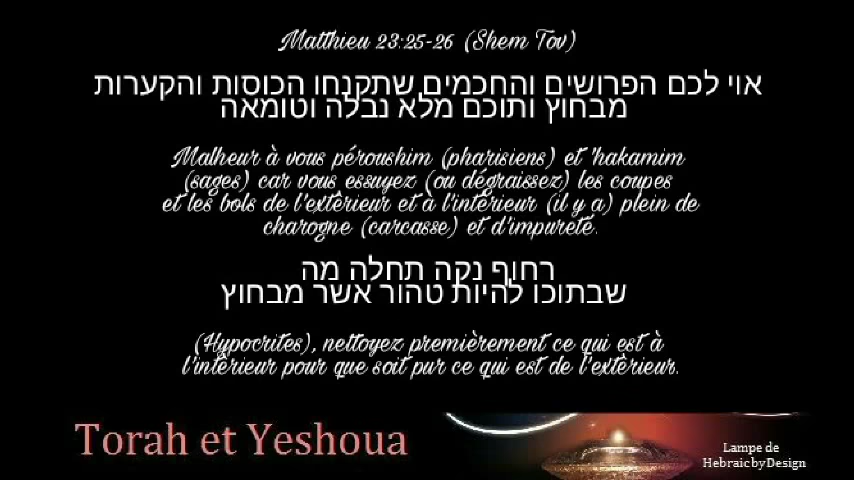 Matthieu 23:25-26 (Shem Tov)
אוי לכם הפרושים והחכמים שתקנחו הכוסות והקערות
מבחוץ ותוכם מלא נבלה וטומאה
Malheur à vous péroushim (pharisiens) et 'hakamim
(sages) car vous essuyez (ou dégraissez) les coupes
et les bols de l'extérieur et à l'intérieur (il y a) plein de
charogne (carcasse) et d'impureté.
רחוף נקה תחלה מה
שבתוכו להיות טהור אשר מבחוץ
(Hypocrites), nettoyez premièrement ce qui est à
l'intérieur pour que soit pur ce qui est de l'extérieur.
Torah et Yeshoua
Lampe de
HebraicbyDesign